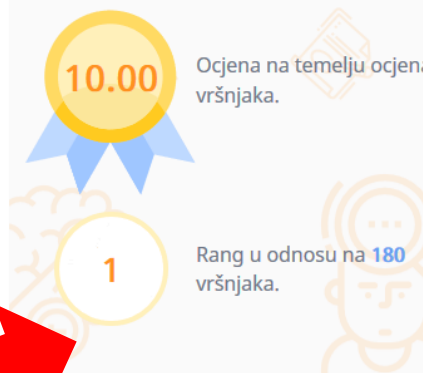 10.00
Ocjena na temelju ocjena
vršnjaka.
1
Rang u odnosu na 180
vršnjaka.